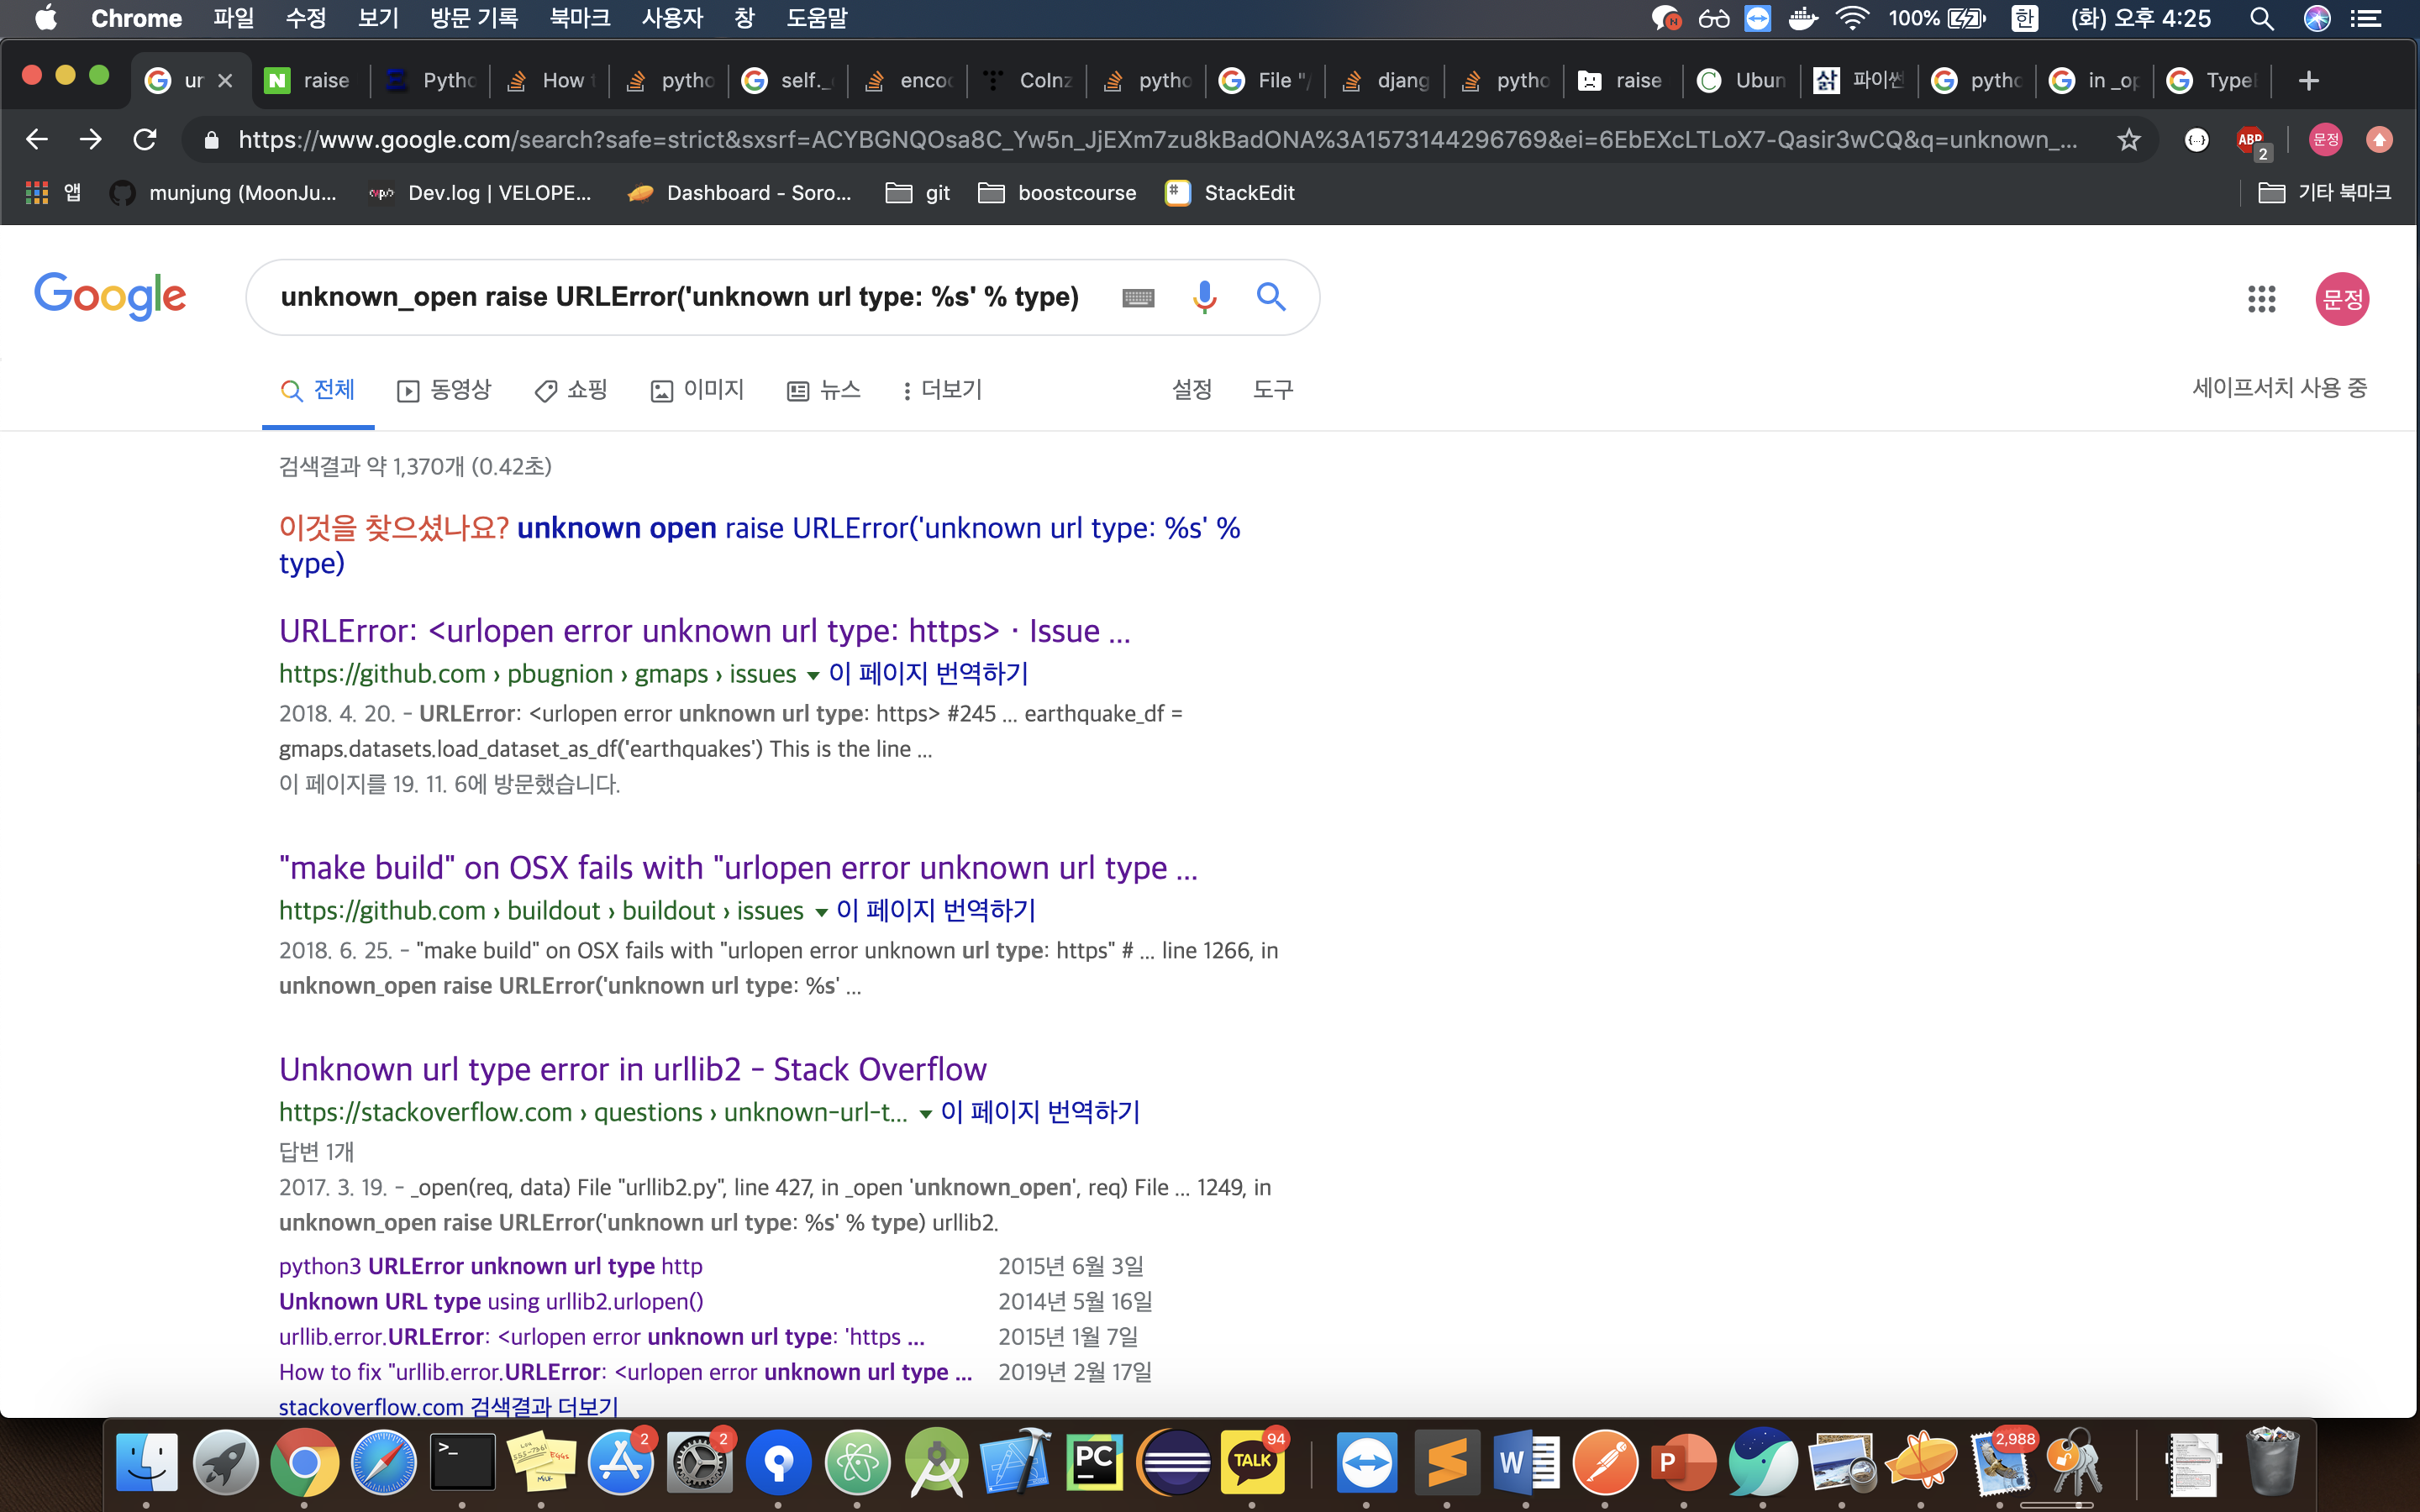 Chrome 파일 수정 보기 방문 기록 북마크 사용자 창 도움말 100% 한 (화) 오후 4:25
ur raise Pytho How t pytho self._ encod Colnz pytho File "/ djang pytho raise Ubun 파이썬 pytho in _op Type
https://www.google.com/search?safe=strict&sxsrf=ACYBGNQOsa8C_Yw5n_JjEXm7zu8kBadONA%3A1573144296769&ei=6EbEXcLTLoX7-Qasir3wCQ&q=unknown_... ABP 2 문정
앱 munjung (MoonJu... Dev.log | VELOPE... Dashboard - Soro... git boostcourse StackEdit 기타 북마크
Google unknown_open raise URLError('unknown url type: %s' % type) 문정
전체 동영상 쇼핑 이미지 뉴스 더보기 설정 도구 세이프서치 사용 중
검색결과 약 1,370개 (0.42초)
이것을 찾으셨나요? unknown open raise URLError('unknown url type: %s' %
type)
URLError: <urlopen error unknown url type: https> · Issue ...
https://github.com › pbugnion › gmaps › issues ▾ 이 페이지 번역하기
2018. 4. 20. - URLError: <urlopen error unknown url type: https> #245 ... earthquake_df =
gmaps.datasets.load_dataset_as_df('earthquakes') This is the line ...
이 페이지를 19. 11. 6에 방문했습니다.
"make build" on OSX fails with "urlopen error unknown url type ...
https://github.com › buildout › buildout › issues ▾ 이 페이지 번역하기
2018. 6. 25. - "make build" on OSX fails with "urlopen error unknown url type: https" # ... line 1266, in
unknown_open raise URLError('unknown url type: %s' ...
Unknown url type error in urllib2 - Stack Overflow
https://stackoverflow.com › questions › unknown-url-t... ▾ 이 페이지 번역하기
답변 1개
2017. 3. 19. - _open(req, data) File "urllib2.py", line 427, in _open 'unknown_open', req) File ... 1249, in
unknown_open raise URLError('unknown url type: %s' % type) urllib2.
python3 URLError unknown url type http 2015년 6월 3일
Unknown URL type using urllib2.urlopen() 2014년 5월 16일
urllib.error.URLError: <urlopen error unknown url type: 'https ... 2015년 1월 7일
How to fix "urllib.error.URLError: <urlopen error unknown url type ... 2019년 2월 17일
stackoverflow.com 검색결과 더보기
2 2 PC TALK 94 W P 2,988